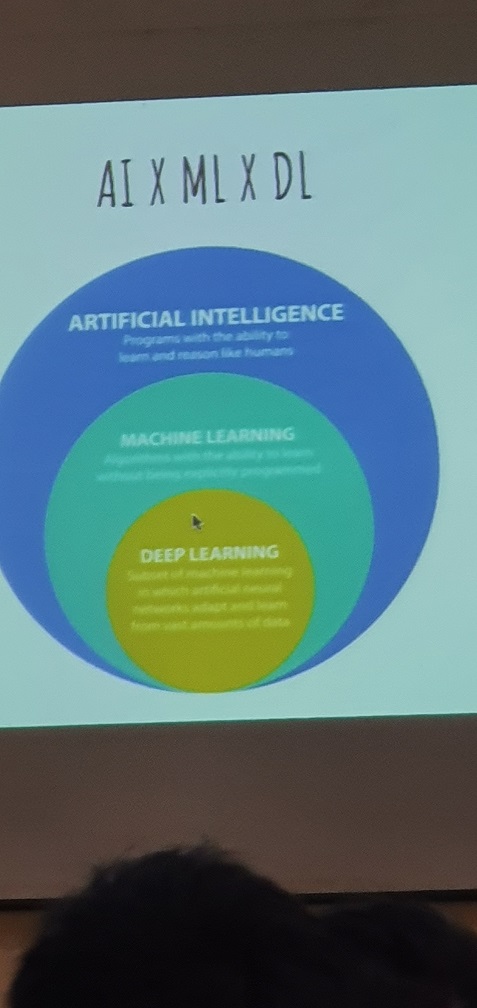 AI X ML X DL
ARTIFICIAL INTELLIGENCE
Programs with the ability to
learn and reason like humans
MACHINE LEARNING
Algorithms with the ability to learn
without being explicitly programmed
DEEP LEARNING
Subset of machine learning
in which artificial neural
networks adapt and learn
from vast amounts of data